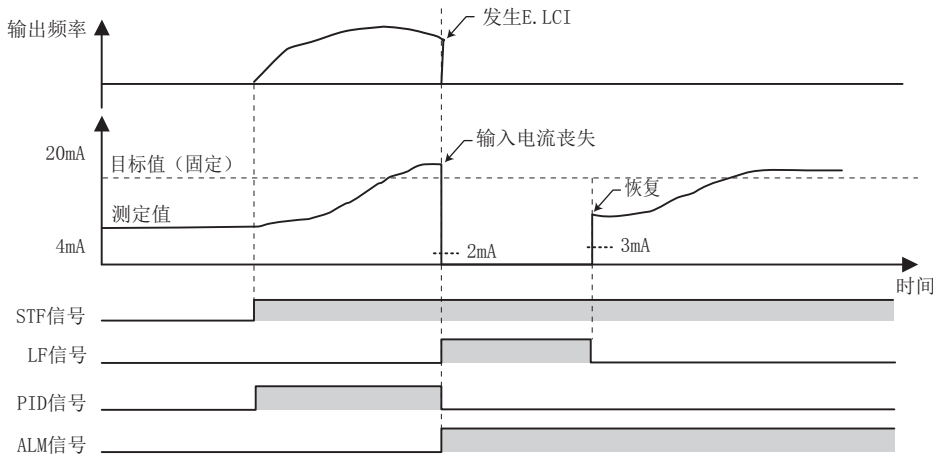 发生E.LCI
输出频率
输入电流丧失
20mA
目标值（固定）
恢复
测定值
4mA
2mA
3mA
时间
STF信号
LF信号
PID信号
ALM信号